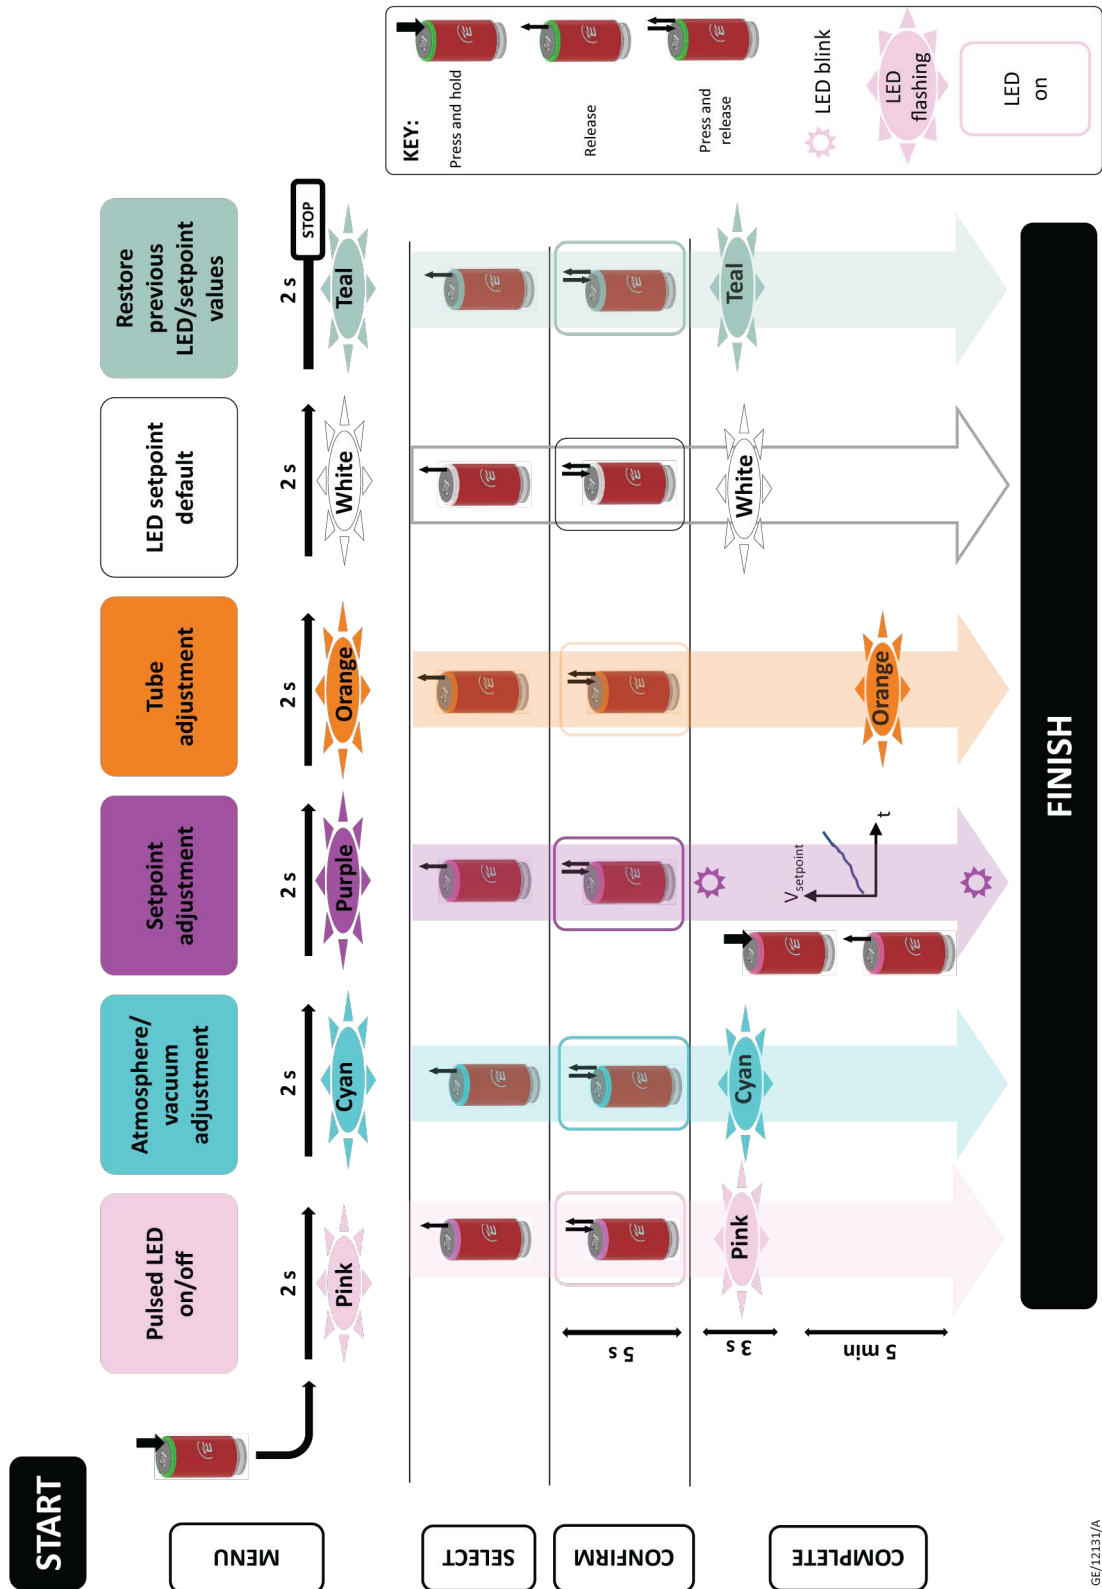 START
MENU
SELECT
CONFIRM
COMPLETE
Pulsed LED
on/off
2 s
Pink
Atmosphere/
vacuum
adjustment
2 s
Cyan
Setpoint
adjustment
2 s
Purple
Tube
adjustment
2 s
Orange
LED setpoint
default
2 s
White
Restore
previous
LED/setpoint
values
2 s
STOP
Teal
5 s
3 s
5 min
Pink
Cyan
V setpoint
t
Orange
White
Teal
FINISH
KEY:
Press and hold
Release
Press and
release
LED blink
LED
flashing
LED
on
GE/12131/A